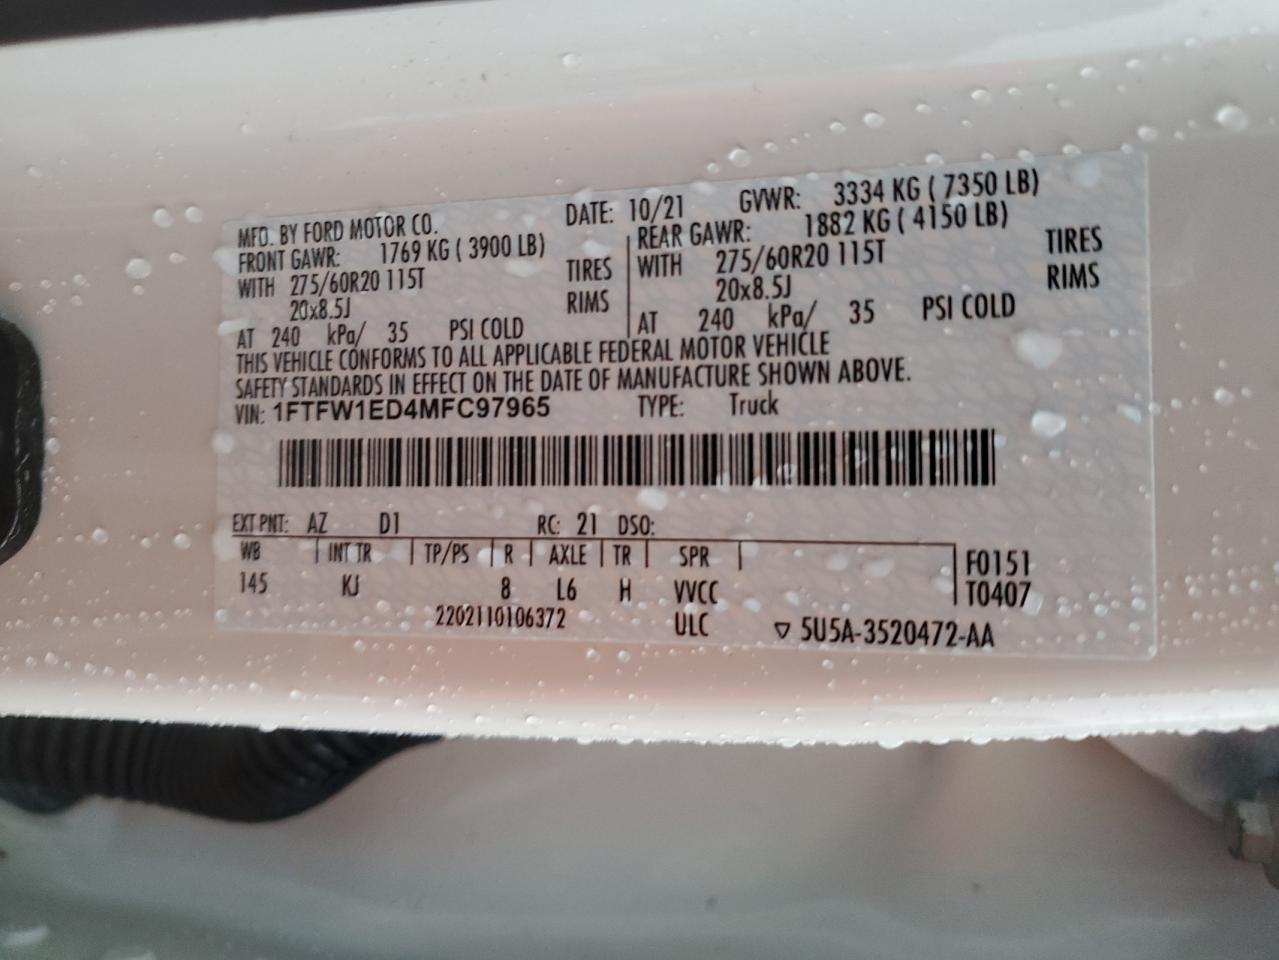 MFD. BY FORD MOTOR CO. DATE: 10/21 GVWR: 3334 KG ( 7350 LB)
FRONT GAWR: 1769 KG ( 3900 LB) REAR GAWR: 1882 KG ( 4150 LB)
WITH 275/60R20 115T TIRES WITH 275/60R20 115T TIRES
20x8.5J RIMS 20x8.5J RIMS
AT 240 kPa/ 35 PSI COLD AT 240 kPa/ 35 PSI COLD
THIS VEHICLE CONFORMS TO ALL APPLICABLE FEDERAL MOTOR VEHICLE
SAFETY STANDARDS IN EFFECT ON THE DATE OF MANUFACTURE SHOWN ABOVE.
VIN: 1FTFW1ED4MFC97965 TYPE: Truck
EXT PNT: AZ D1 RC: 21 DSO:
WB INT TR TP/PS R AXLE TR SPR F0151
145 KJ 8 L6 H VVCC T0407
2202110106372 ULC ▽ 5U5A-3520472-AA